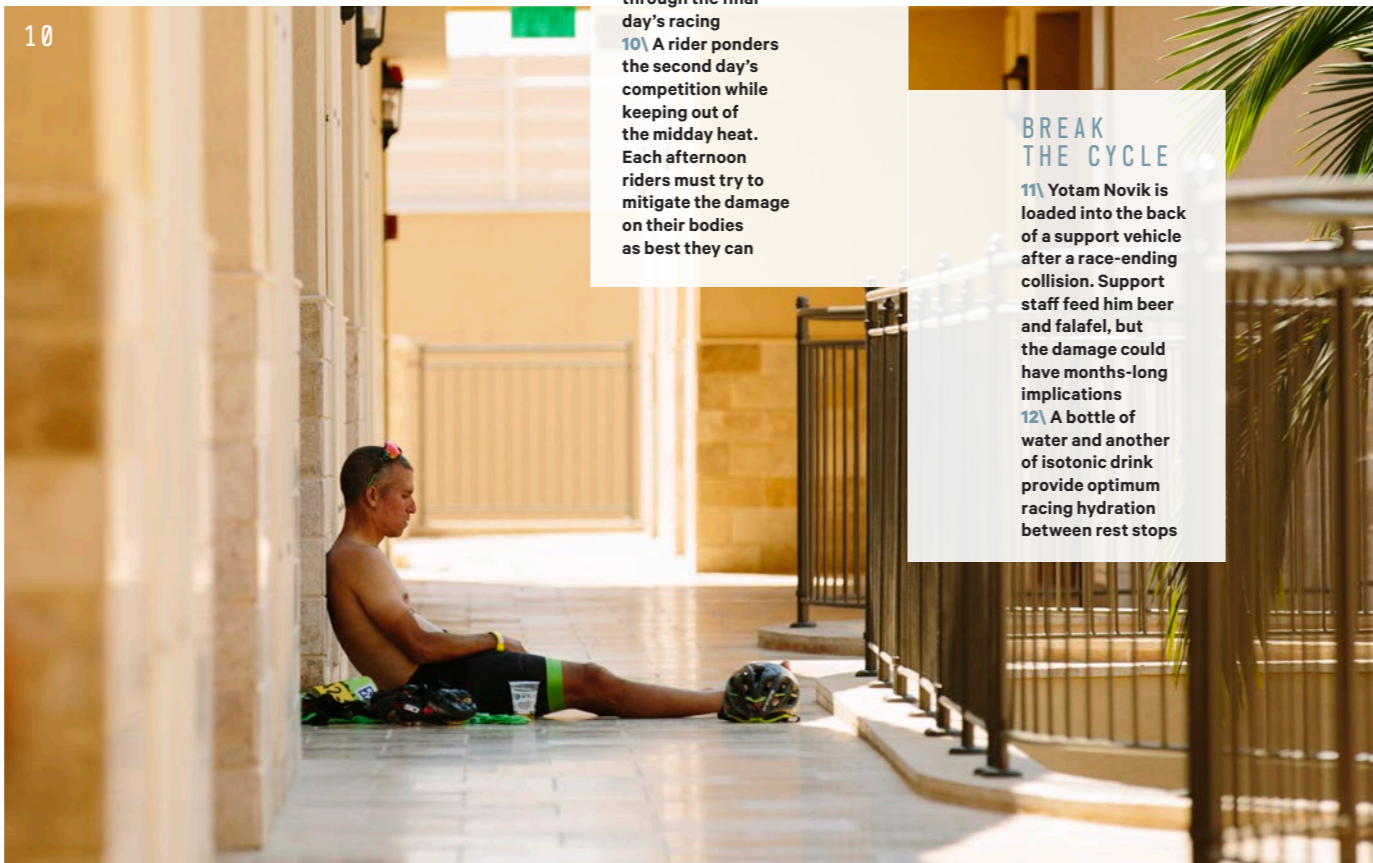 10
through the final
day's racing
10\ A rider ponders
the second day's
competition while
keeping out of
the midday heat.
Each afternoon
riders must try to
mitigate the damage
on their bodies
as best they can
BREAK
THE CYCLE
11\ Yotam Novik is
loaded into the back
of a support vehicle
after a race-ending
collision. Support
staff feed him beer
and falafel, but
the damage could
have months-long
implications
12\ A bottle of
water and another
of isotonic drink
provide optimum
racing hydration
between rest stops